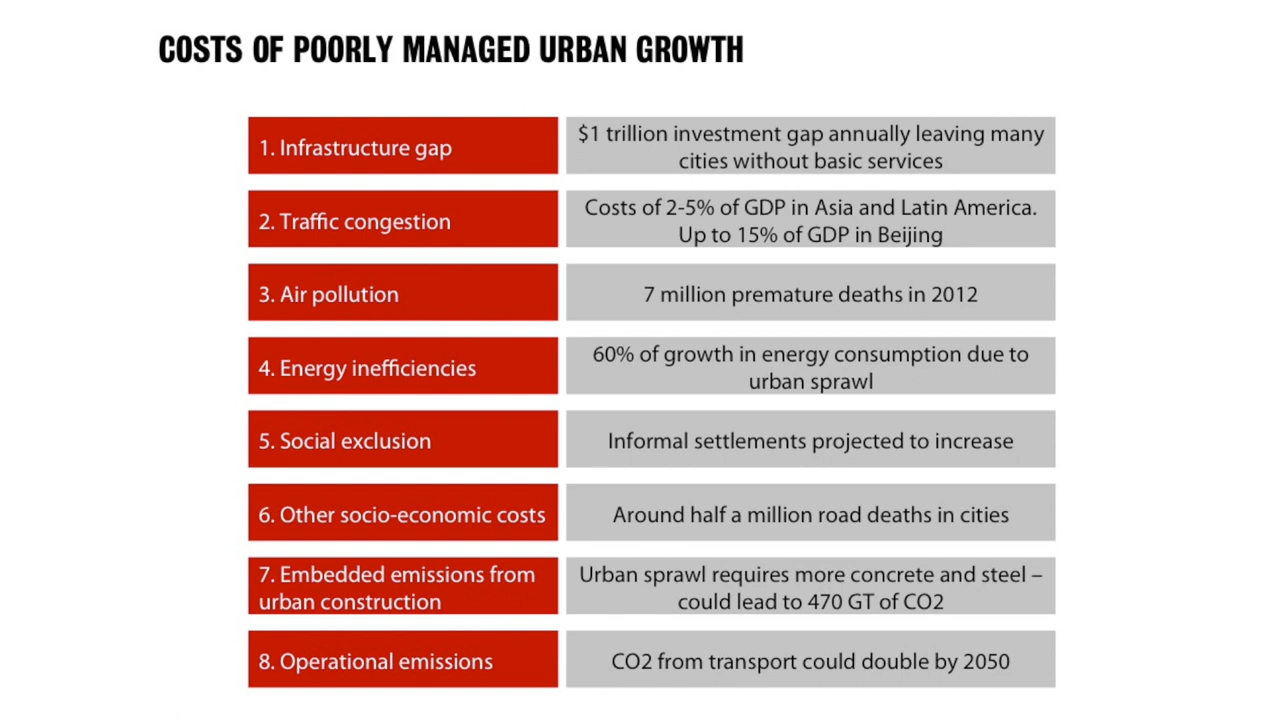 COSTS OF POORLY MANAGED URBAN GROWTH
1. Infrastructure gap
$1 trillion investment gap annually leaving many
cities without basic services
2. Traffic congestion
Costs of 2-5% of GDP in Asia and Latin America.
Up to 15% of GDP in Beijing
3. Air pollution
7 million premature deaths in 2012
4. Energy inefficiencies
60% of growth in energy consumption due to
urban sprawl
5. Social exclusion
Informal settlements projected to increase
6. Other socio-economic costs
Around half a million road deaths in cities
7. Embedded emissions from
urban construction
Urban sprawl requires more concrete and steel –
could lead to 470 GT of CO2
8. Operational emissions
CO2 from transport could double by 2050